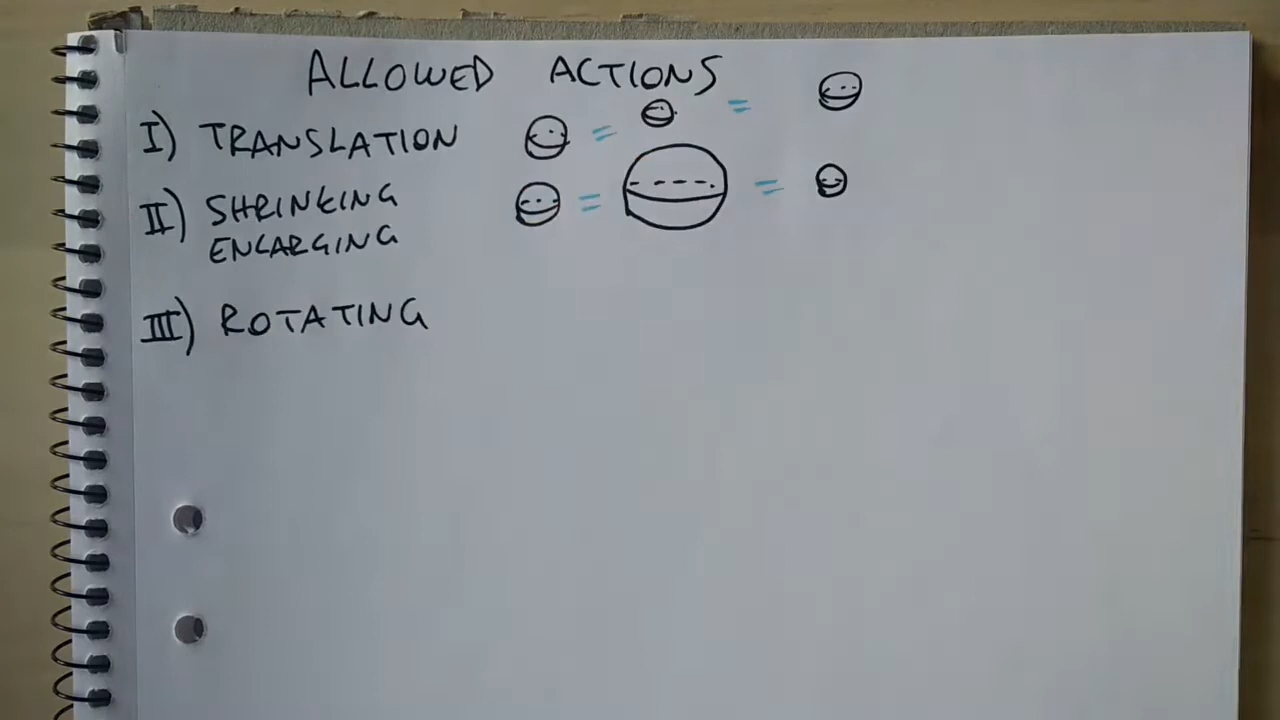 ALLOWED ACTIONS
I) TRANSLATION = =
II) SHRINKING = =
ENLARGING
III) ROTATING